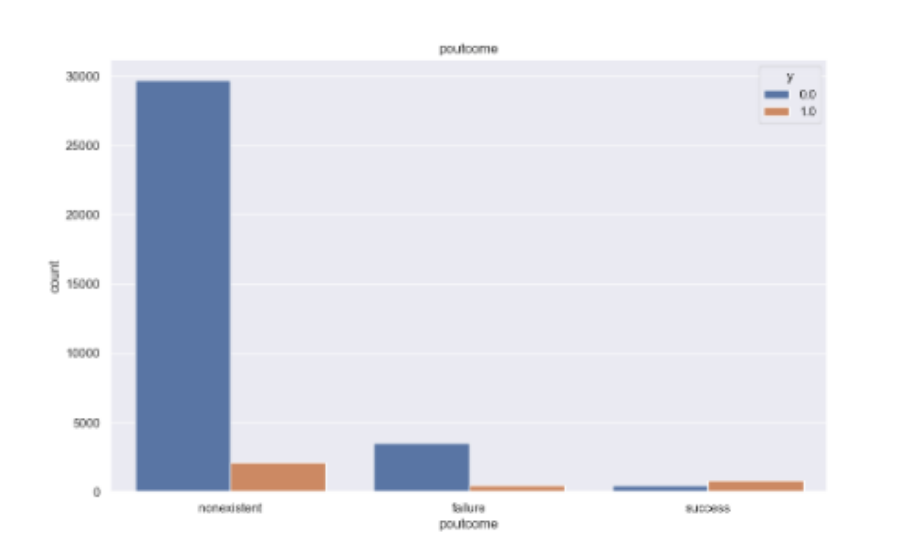 poutcome
30000
25000
20000
15000
10000
5000
0
count
y
0.0
1.0
nonexistent
failure
success
poutcome